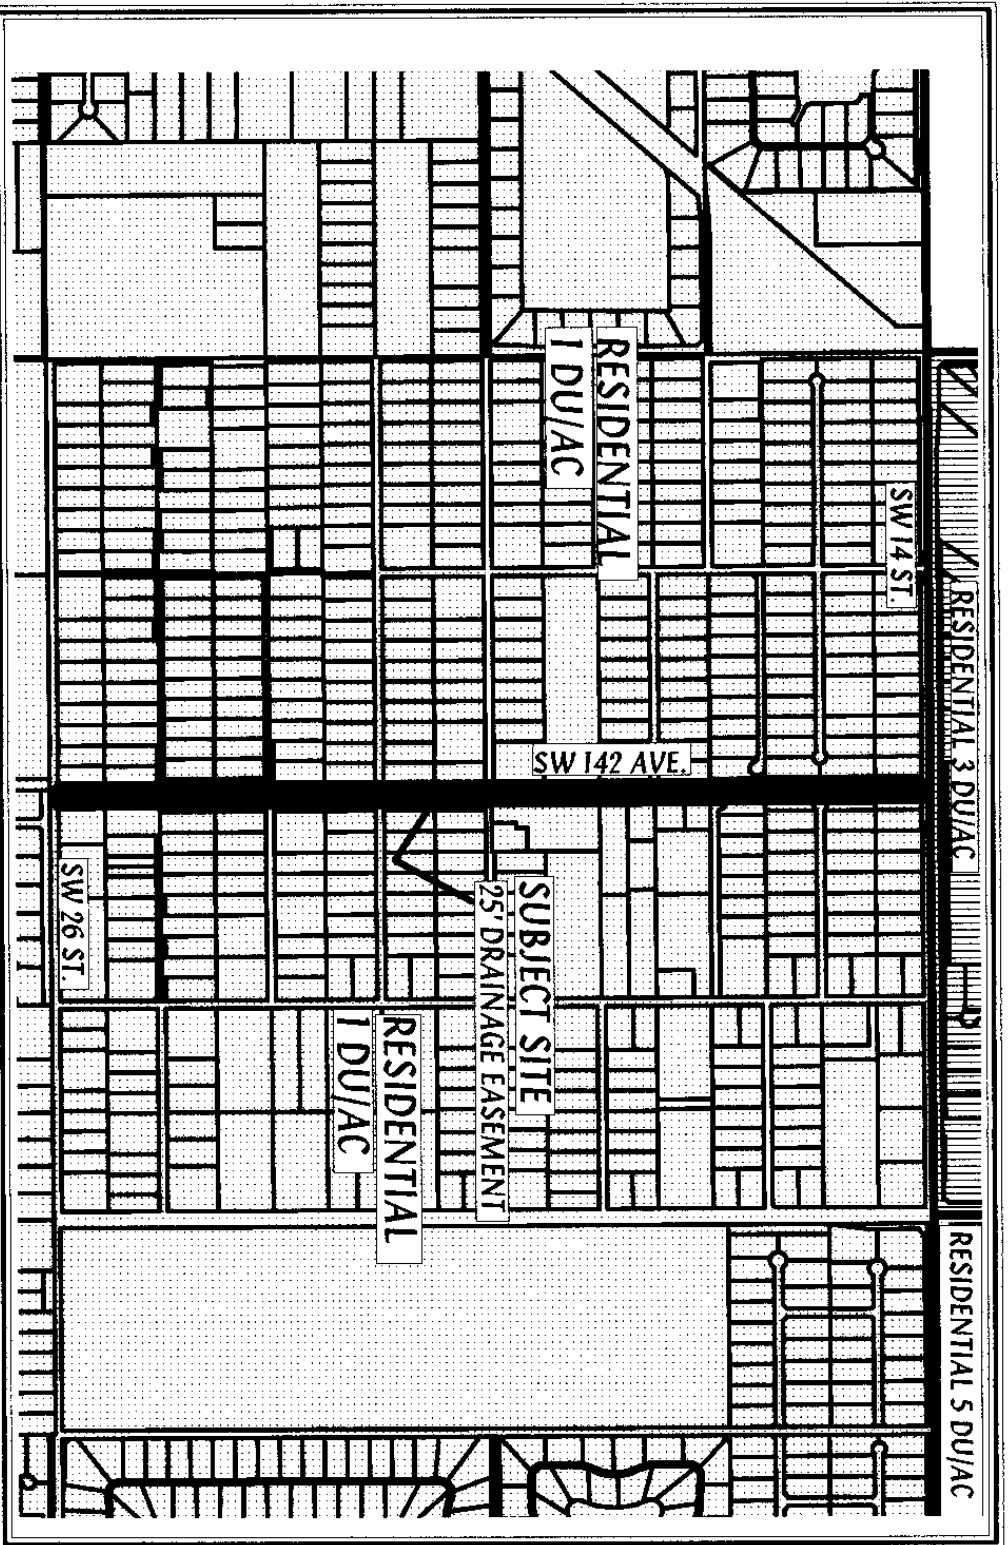 RESIDENTIAL 3 DU/AC
RESIDENTIAL 5 DU/AC
SW 14 ST.
RESIDENTIAL
1 DU/AC
SW 142 AVE.
SUBJECT SITE
25' DRAINAGE EASEMENT
RESIDENTIAL
1 DU/AC
SW 26 ST.